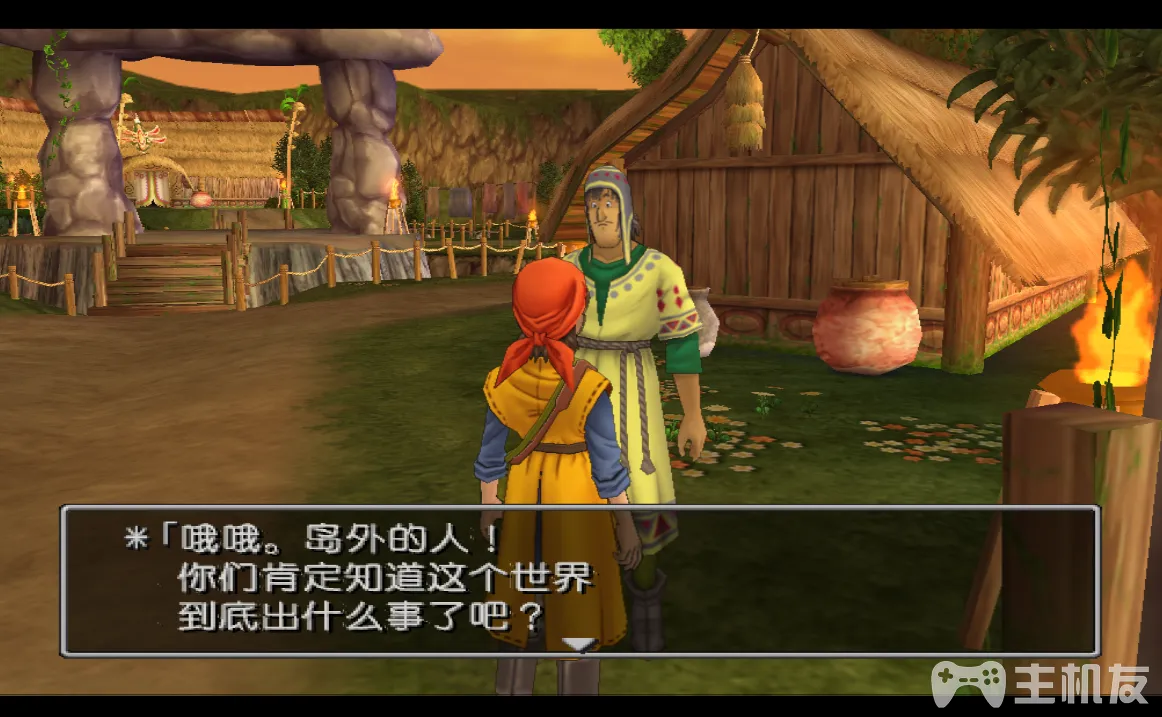 ＊「哦哦。岛外的人！
你们肯定知道这个世界
到底出什么事了吧？
主机友